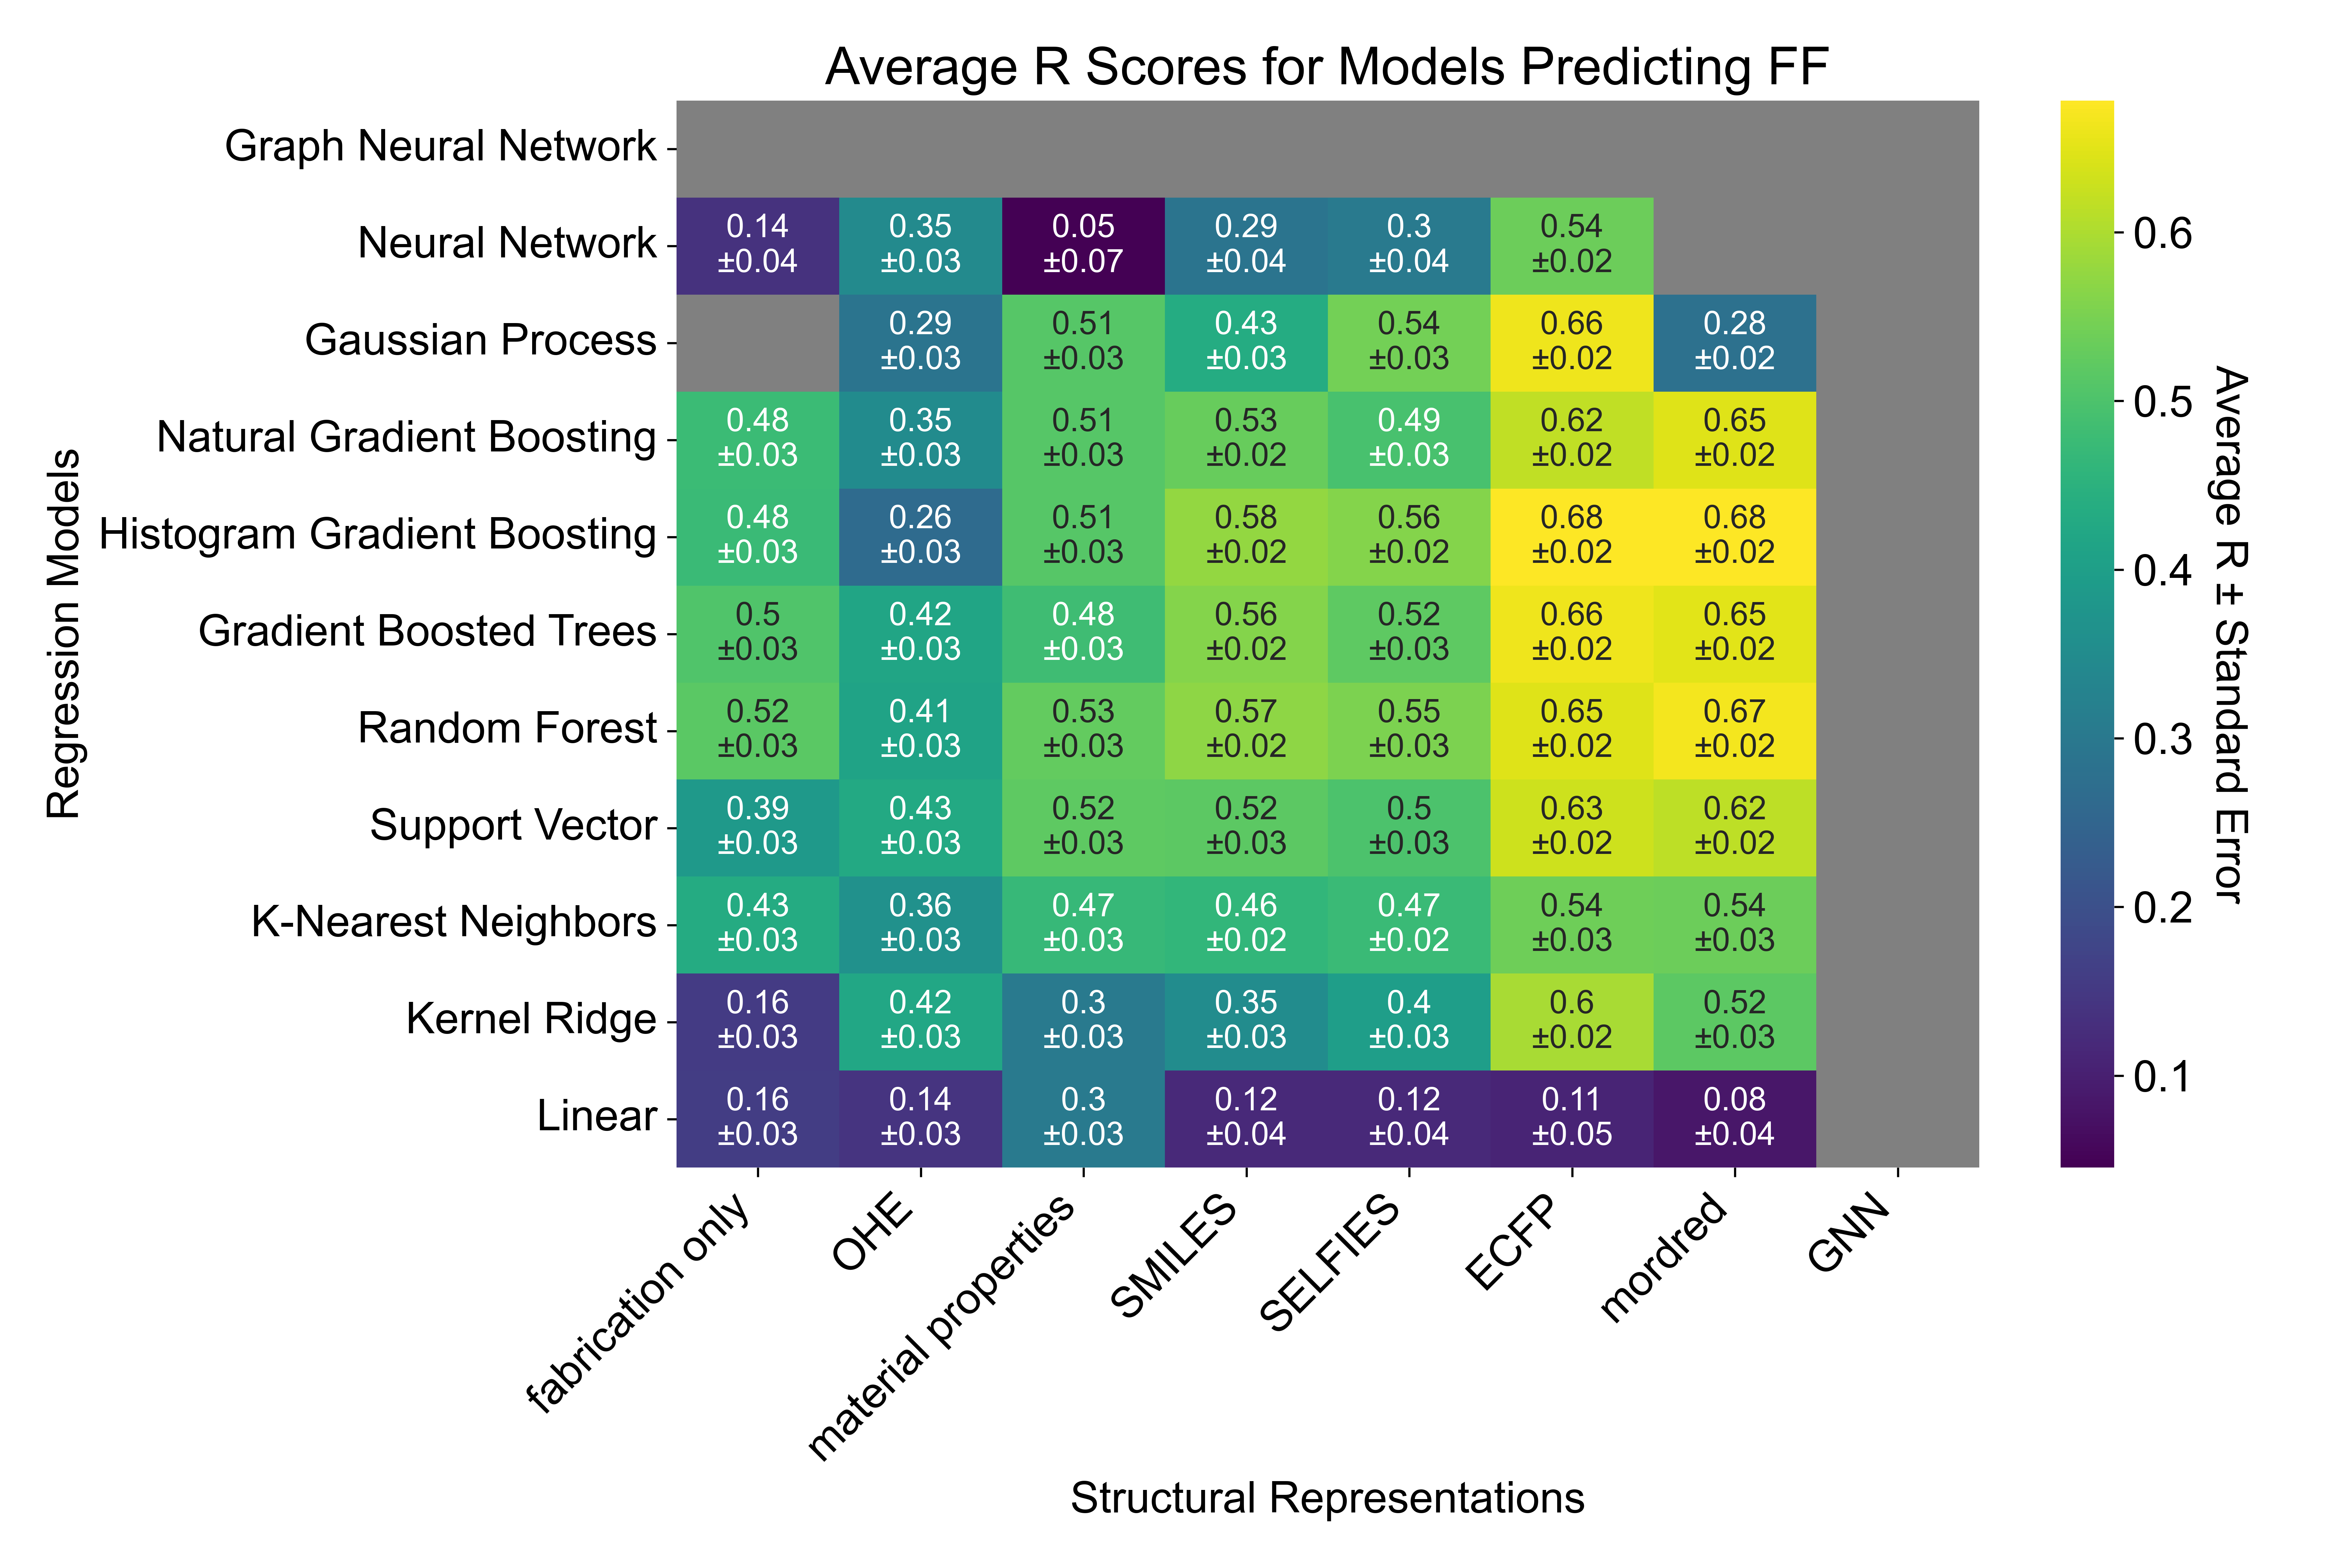 Average R Scores for Models Predicting FF
Regression Models
Graph Neural Network
Neural Network
0.14 0.35 0.05 0.29 0.3 0.54
±0.04 ±0.03 ±0.07 ±0.04 ±0.04 ±0.02
Gaussian Process
0.29 0.51 0.43 0.54 0.66 0.28
±0.03 ±0.03 ±0.03 ±0.03 ±0.02 ±0.02
Natural Gradient Boosting
0.48 0.35 0.51 0.53 0.49 0.62 0.65
±0.03 ±0.03 ±0.03 ±0.02 ±0.03 ±0.02 ±0.02
Histogram Gradient Boosting
0.48 0.26 0.51 0.58 0.56 0.68 0.68
±0.03 ±0.03 ±0.03 ±0.02 ±0.02 ±0.02 ±0.02
Gradient Boosted Trees
0.5 0.42 0.48 0.56 0.52 0.66 0.65
±0.03 ±0.03 ±0.03 ±0.02 ±0.03 ±0.02 ±0.02
Random Forest
0.52 0.41 0.53 0.57 0.55 0.65 0.67
±0.03 ±0.03 ±0.03 ±0.02 ±0.03 ±0.02 ±0.02
Support Vector
0.39 0.43 0.52 0.52 0.5 0.63 0.62
±0.03 ±0.03 ±0.03 ±0.03 ±0.03 ±0.02 ±0.02
K-Nearest Neighbors
0.43 0.36 0.47 0.46 0.47 0.54 0.54
±0.03 ±0.03 ±0.03 ±0.02 ±0.02 ±0.03 ±0.03
Kernel Ridge
0.16 0.42 0.3 0.35 0.4 0.6 0.52
±0.03 ±0.03 ±0.03 ±0.03 ±0.03 ±0.02 ±0.03
Linear
0.16 0.14 0.3 0.12 0.12 0.11 0.08
±0.03 ±0.03 ±0.03 ±0.04 ±0.04 ±0.05 ±0.04
fabrication only
OHE
material properties
SMILES
SELFIES
ECFP
mordred
GNN
Structural Representations
0.6
0.5
0.4
0.3
0.2
0.1
Average R ± Standard Error